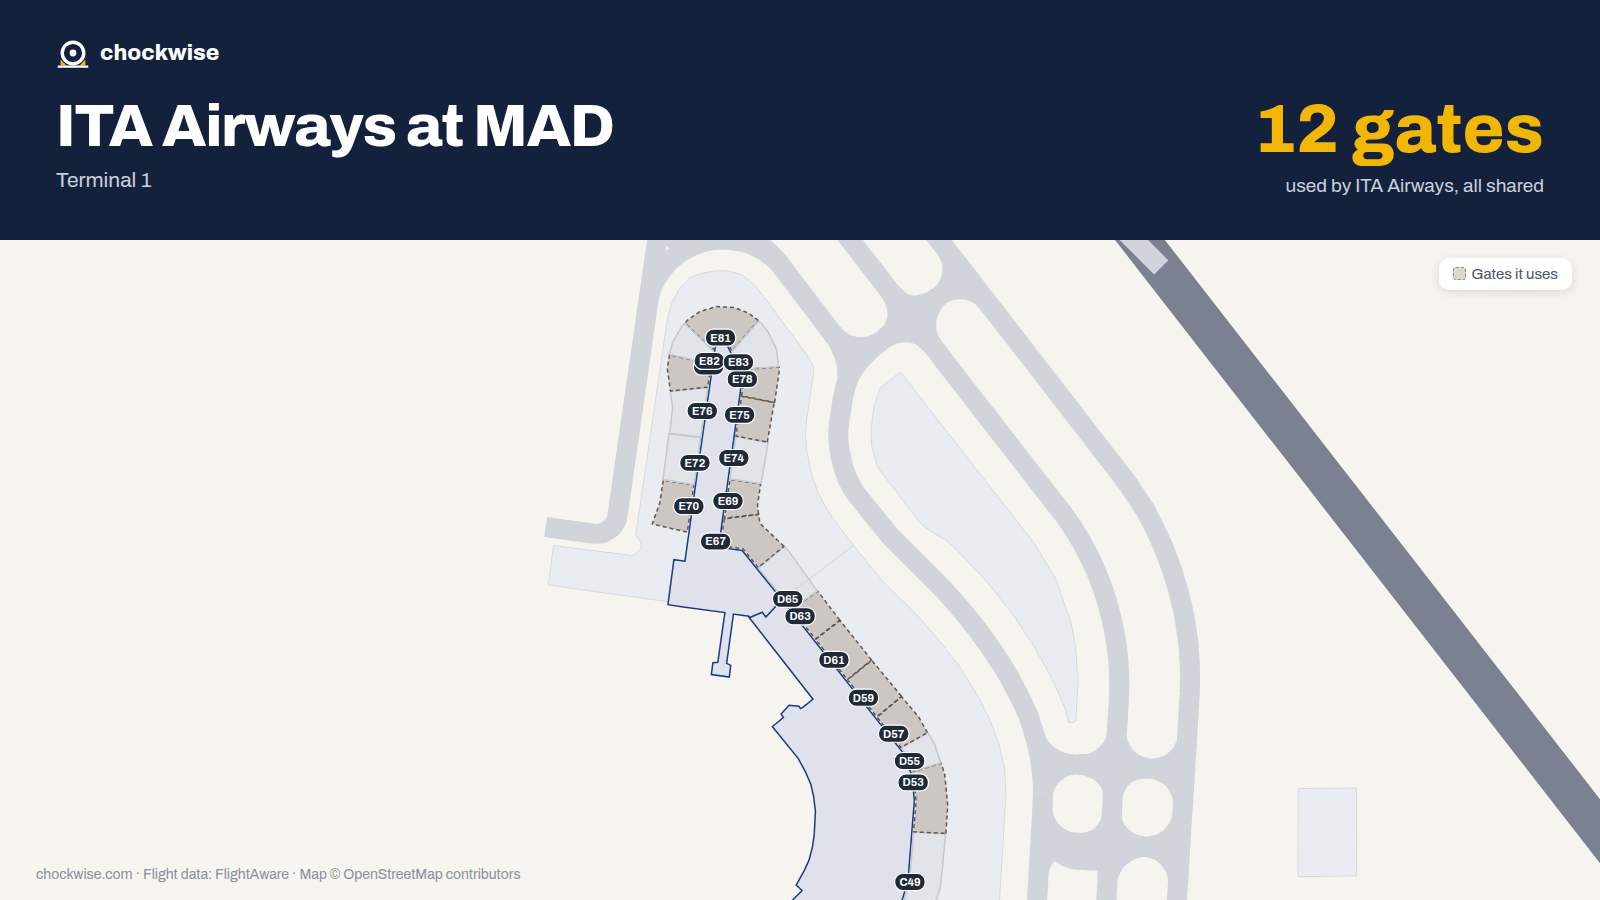 chockwise
ITA Airways at MAD
Terminal 1
12 gates
used by ITA Airways, all shared
Gates it uses
E81
E82
E83
E78
E76
E75
E72
E74
E70
E69
E67
D65
D63
D61
D59
D57
D55
D53
C49
chockwise.com · Flight data: FlightAware · Map © OpenStreetMap contributors